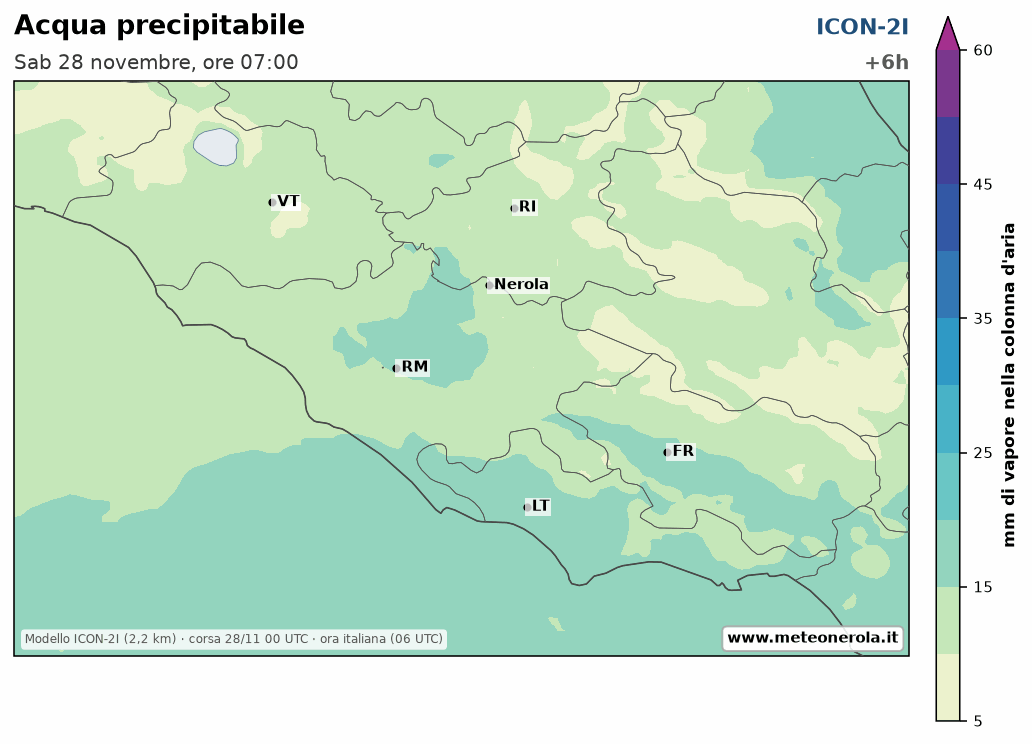 Acqua precipitabile
ICON-2I
Sab 28 novembre, ore 07:00
+6h
60
45
35
25
15
5
mm di vapore nella colonna d'aria
VT
RI
Nerola
RM
FR
LT
Modello ICON-2I (2,2 km) · corsa 28/11 00 UTC · ora italiana (06 UTC)
www.meteonerola.it